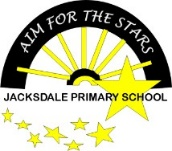 AIM FOR THE STARS
JACKSDALE PRIMARY SCHOOL